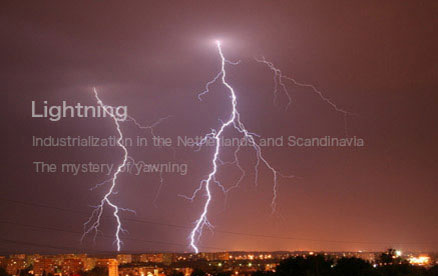 Lightning
Industrialization in the Netherlands and Scandinavia
The mystery of yawning